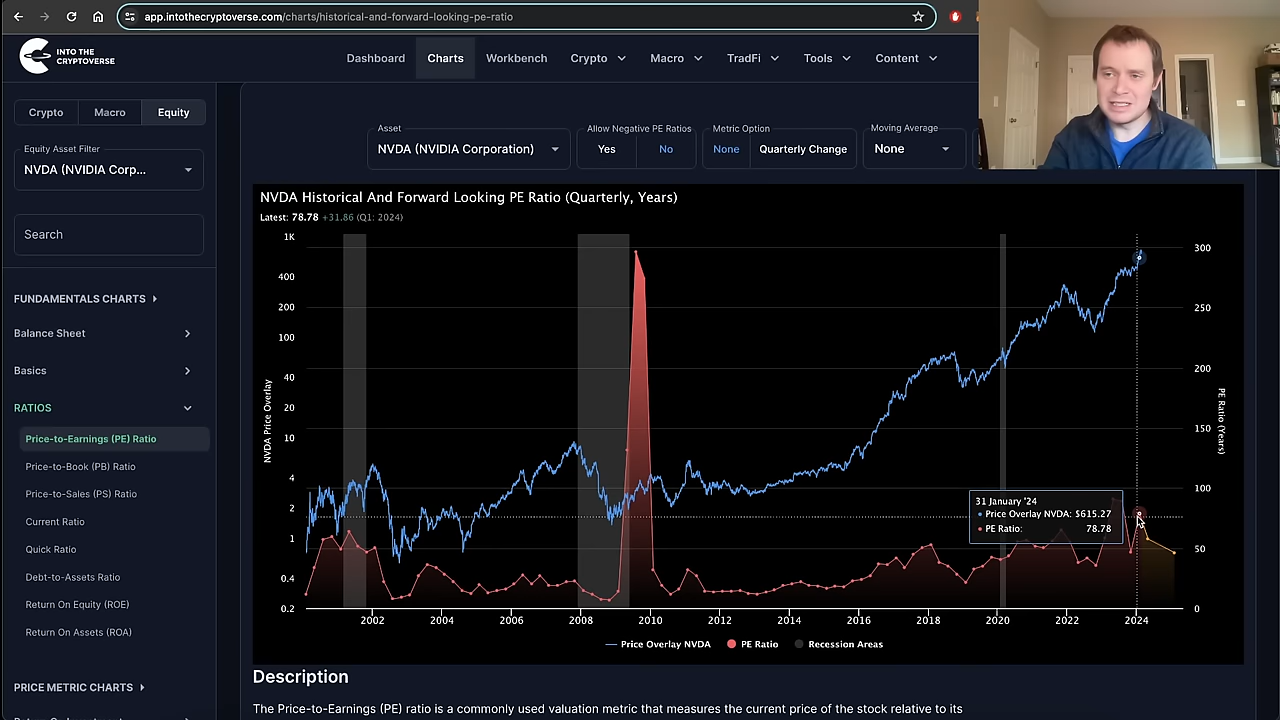 app.intothecryptoverse.com/charts/historical-and-forward-looking-pe-ratio
INTO THE
CRYPTOVERSE
Dashboard
Charts
Workbench
Crypto
Macro
TradFi
Tools
Content
Crypto
Macro
Equity
Equity Asset Filter
NVDA (NVIDIA Corp...
Search
FUNDAMENTALS CHARTS
Balance Sheet
Basics
RATIOS
Price-to-Earnings (PE) Ratio
Price-to-Book (PB) Ratio
Price-to-Sales (PS) Ratio
Current Ratio
Quick Ratio
Debt-to-Assets Ratio
Return On Equity (ROE)
Return On Assets (ROA)
PRICE METRIC CHARTS
Asset
NVDA (NVIDIA Corporation)
Allow Negative PE Ratios
Yes
No
Metric Option
None
Quarterly Change
Moving Average
None
NVDA Historical And Forward Looking PE Ratio (Quarterly, Years)
Latest: 78.78 +31.86 (Q1: 2024)
NVDA Price Overlay
1K
400
200
100
40
20
10
4
2
1
0.4
0.2
300
250
200
150
100
50
0
PE Ratio (Years)
31 January '24
Price Overlay NVDA: $615.27
PE Ratio: 78.78
2002
2004
2006
2008
2010
2012
2014
2016
2018
2020
2022
2024
Price Overlay NVDA
PE Ratio
Recession Areas
Description
The Price-to-Earnings (PE) ratio is a commonly used valuation metric that measures the current price of the stock relative to its